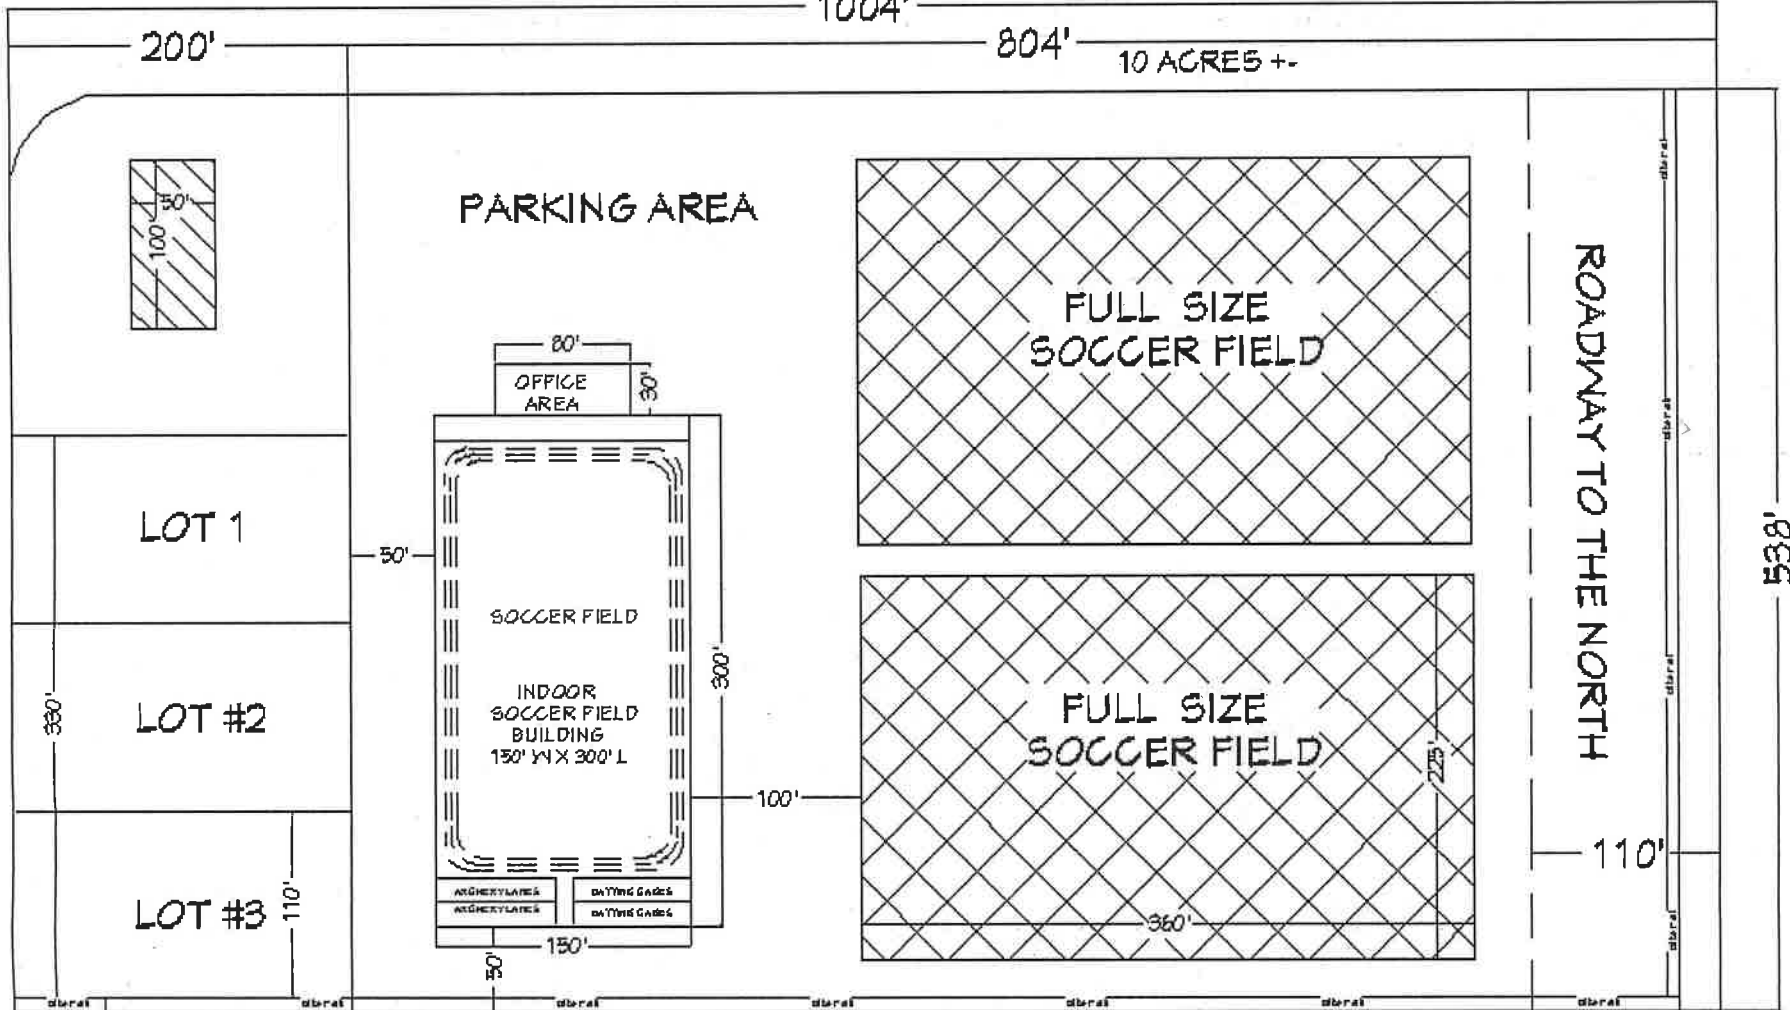 1004'
200'
804'
10 ACRES +-
50'
100'
PARKING AREA
FULL SIZE
SOCCER FIELD
ROADWAY TO THE NORTH
80'
30'
OFFICE
AREA
LOT 1
50'
538'
SOCCER FIELD
300'
INDOOR
SOCCER FIELD
BUILDING
150' W X 300' L
330'
LOT #2
FULL SIZE
SOCCER FIELD
225'
100'
110'
LOT #3
110'
ARCHERY LANES
BATTING CAGES
ARCHERY LANES
BATTING CAGES
360'
150'
50'